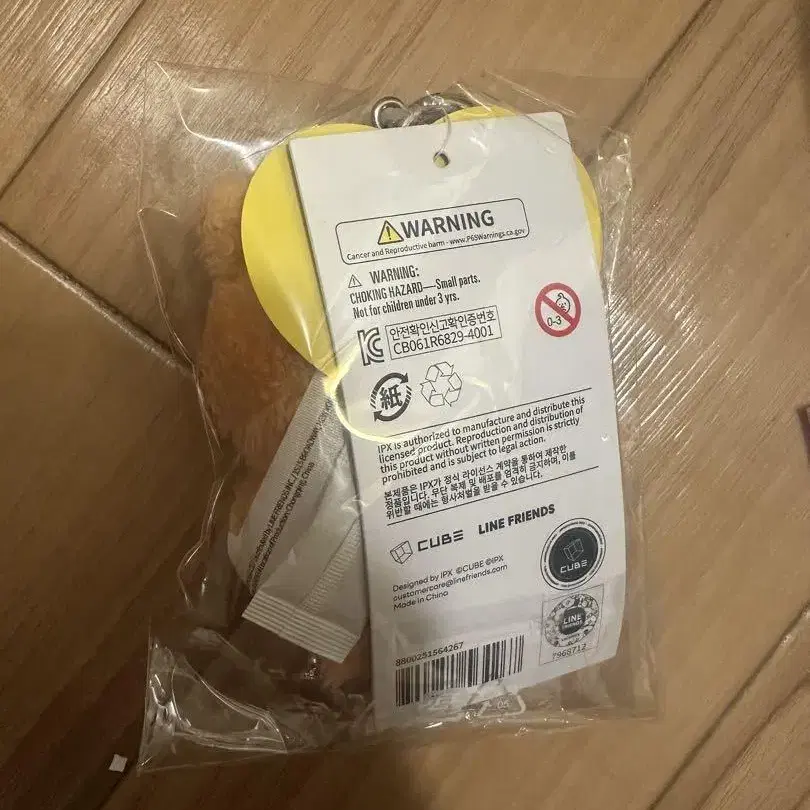 WARNING
Cancer and Reproductive harm - www.P65Warnings.ca.gov
WARNING:
CHOKING HAZARD—Small parts.
Not for children under 3 yrs.
0-3
안전확인신고확인증번호
CB061R6829-4001
紙
IPX is authorized to manufacture and distribute this
licensed product. Reproduction and distribution of
this product without written permission is strictly
prohibited and is subject to legal action.
본제품은 IPX가 정식 라이선스 계약을 통하여 제작한
정품입니다. 무단 복제 및 배포를 엄격히 금지하며, 이를
위반할 때에는 형사처벌을 받을 수 있습니다.
CUBE LINE FRIENDS
CUBE
Designed by IPX ©CUBE ©IPX
customercare@linefriends.com
Made in China
LINE
FRIENDS
7968712
8800251564267